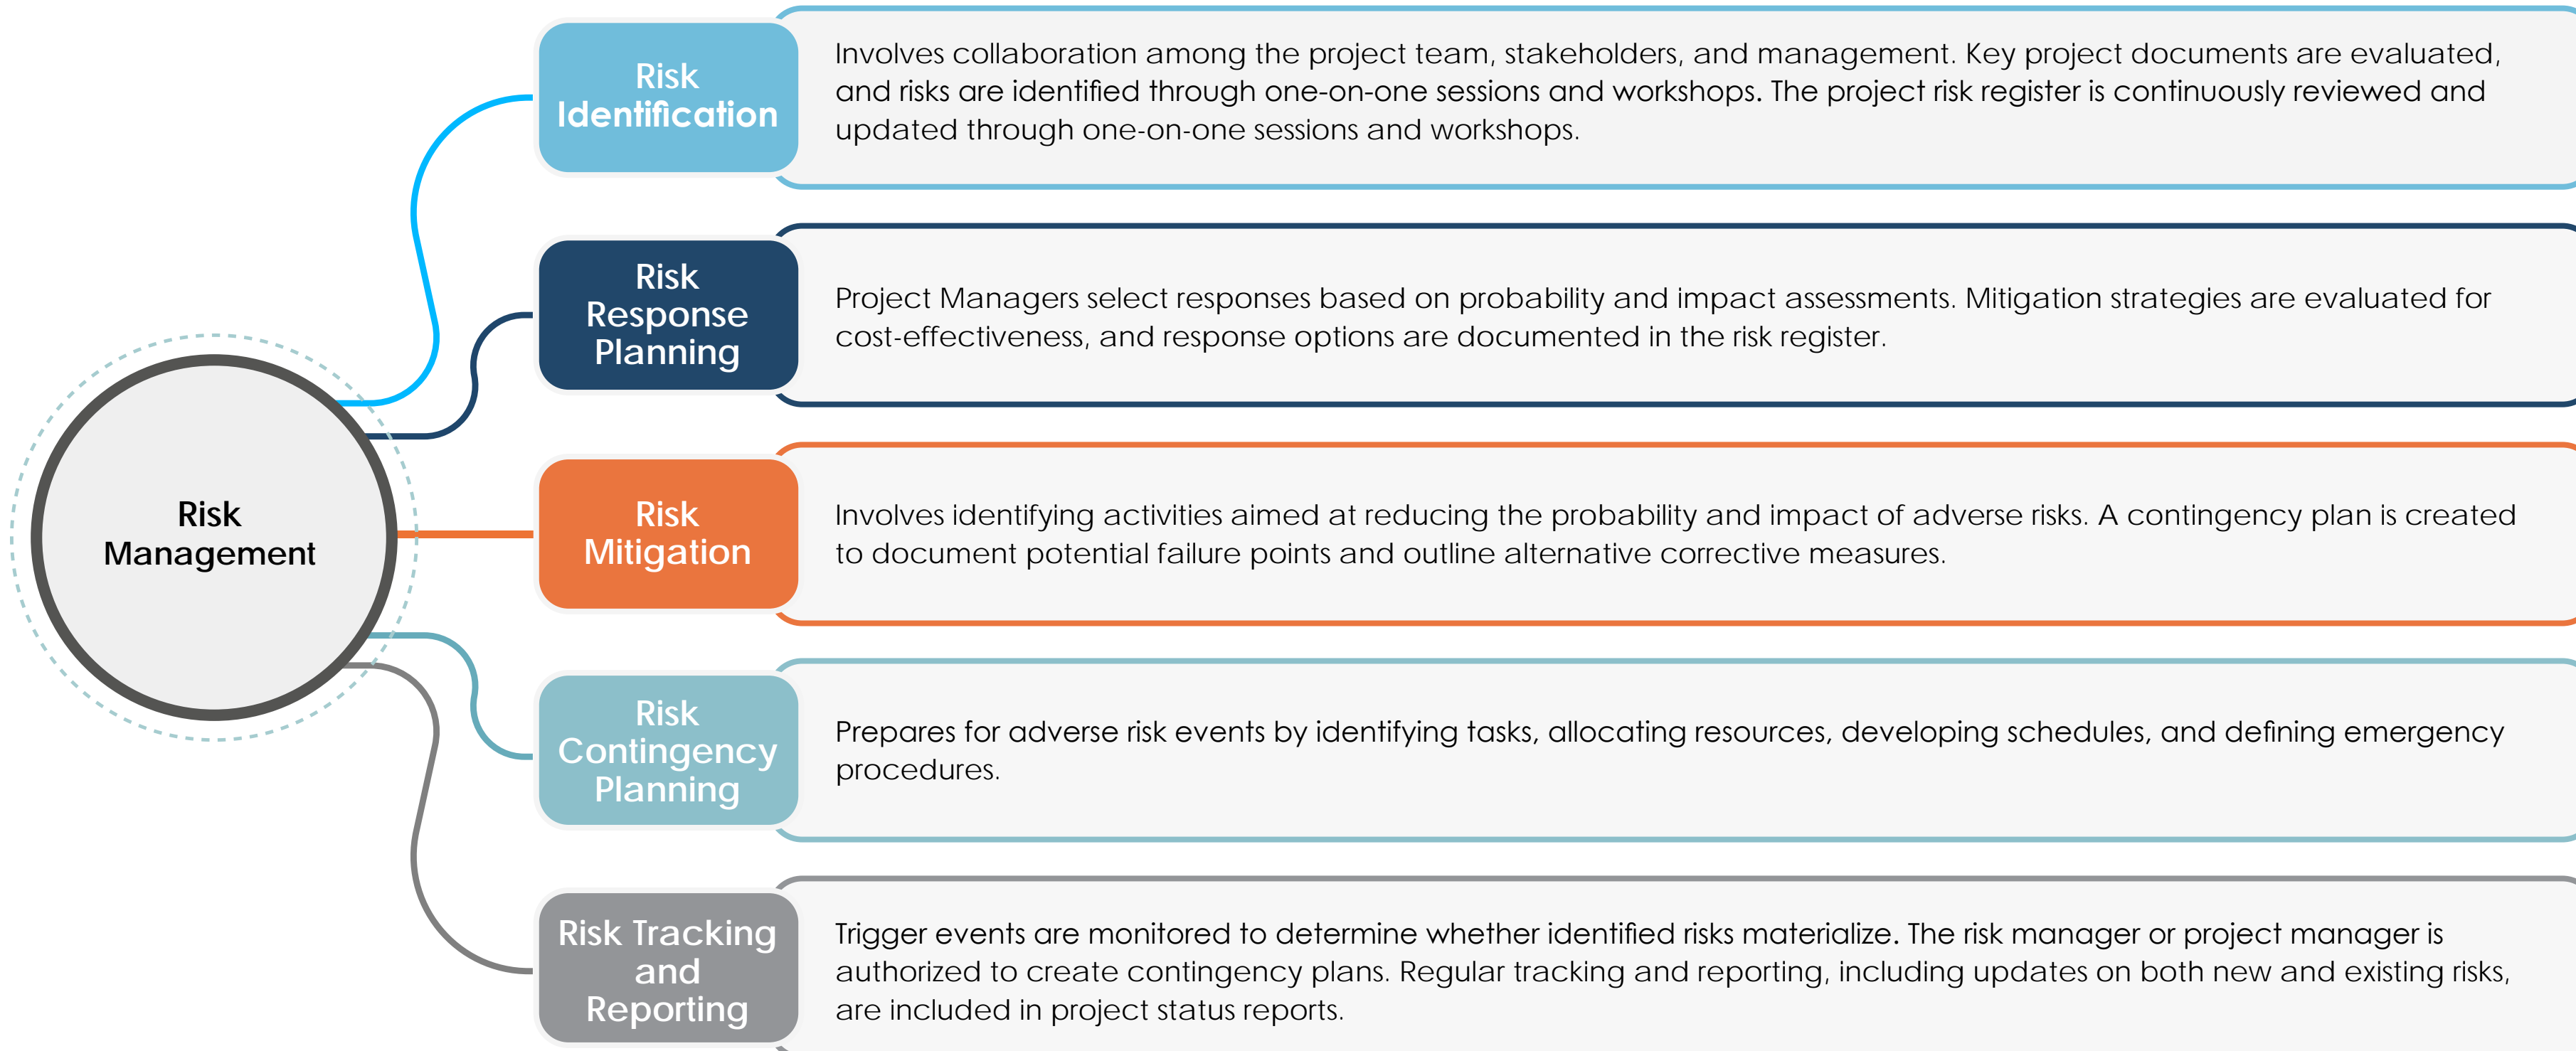 Risk
Identification
Involves collaboration among the project team, stakeholders, and management. Key project documents are evaluated,
and risks are identified through one-on-one sessions and workshops. The project risk register is continuously reviewed and
updated through one-on-one sessions and workshops.
Risk
Response
Planning
Project Managers select responses based on probability and impact assessments. Mitigation strategies are evaluated for
cost-effectiveness, and response options are documented in the risk register.
Risk
Management
Risk
Mitigation
Involves identifying activities aimed at reducing the probability and impact of adverse risks. A contingency plan is created
to document potential failure points and outline alternative corrective measures.
Risk
Contingency
Planning
Prepares for adverse risk events by identifying tasks, allocating resources, developing schedules, and defining emergency
procedures.
Risk Tracking
and
Reporting
Trigger events are monitored to determine whether identified risks materialize. The risk manager or project manager is
authorized to create contingency plans. Regular tracking and reporting, including updates on both new and existing risks,
are included in project status reports.